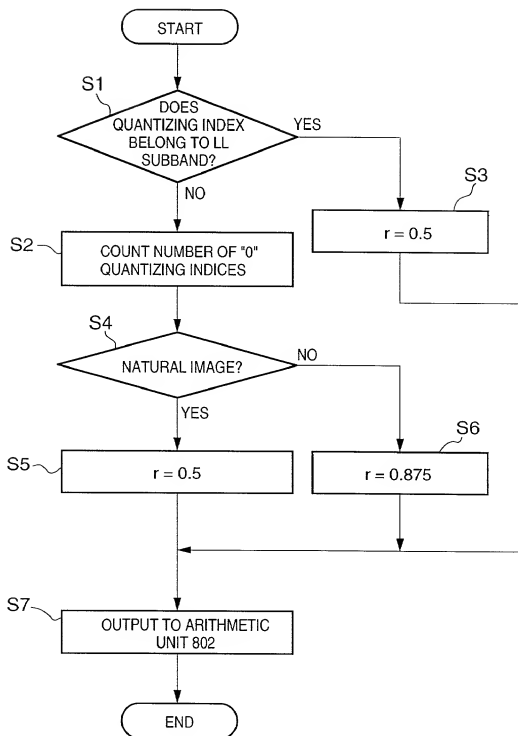 START
S1
DOES
QUANTIZING INDEX
BELONG TO LL
SUBBAND?
YES
NO
S3
r = 0.5
S2
COUNT NUMBER OF "0"
QUANTIZING INDICES
S4
NATURAL IMAGE?
NO
YES
S5
r = 0.5
S6
r = 0.875
S7
OUTPUT TO ARITHMETIC
UNIT 802
END